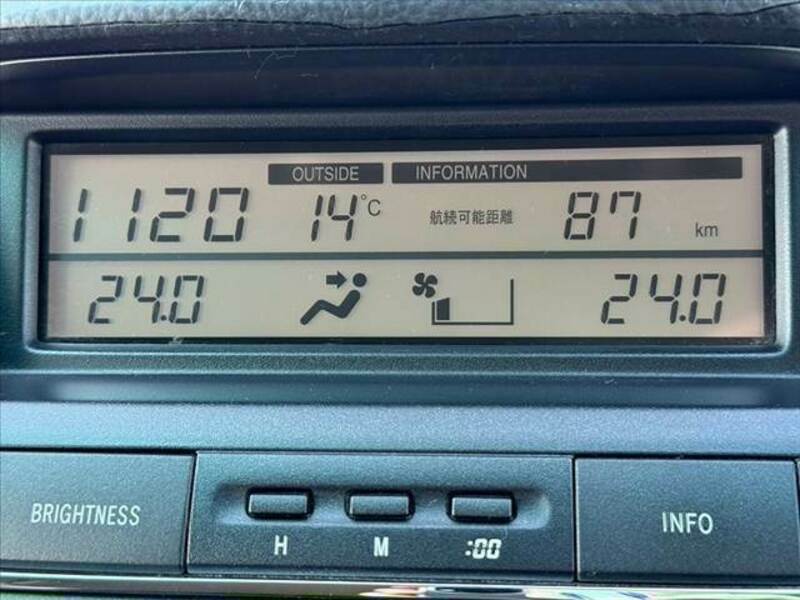 OUTSIDE INFORMATION
1120 14°C 航続可能距離 87 km
24.0 24.0
BRIGHTNESS H M :00 INFO